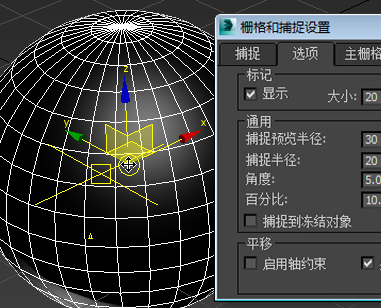 栅格和捕捉设置
捕捉 选项 主栅格
标记
显示 大小: 20
通用
捕捉预览半径: 30
捕捉半径: 20
角度: 5.0
百分比: 10.
捕捉到冻结对象
平移
启用轴约束
z
y
x